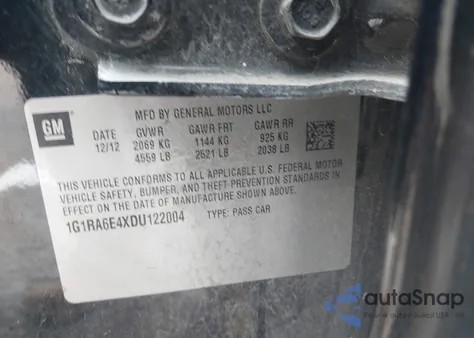 MFD BY GENERAL MOTORS LLC
GM
DATE GVWR GAWR FRT GAWR RR
12/12 2069 KG 1144 KG 925 KG
4559 LB 2521 LB 2038 LB
THIS VEHICLE CONFORMS TO ALL APPLICABLE U.S. FEDERAL MOTOR
VEHICLE SAFETY, BUMPER, AND THEFT PREVENTION STANDARDS IN
EFFECT ON THE DATE OF MANUFACTURE SHOWN ABOVE.
1G1RA6E4XDU122004 TYPE: PASS CAR
autoSnap